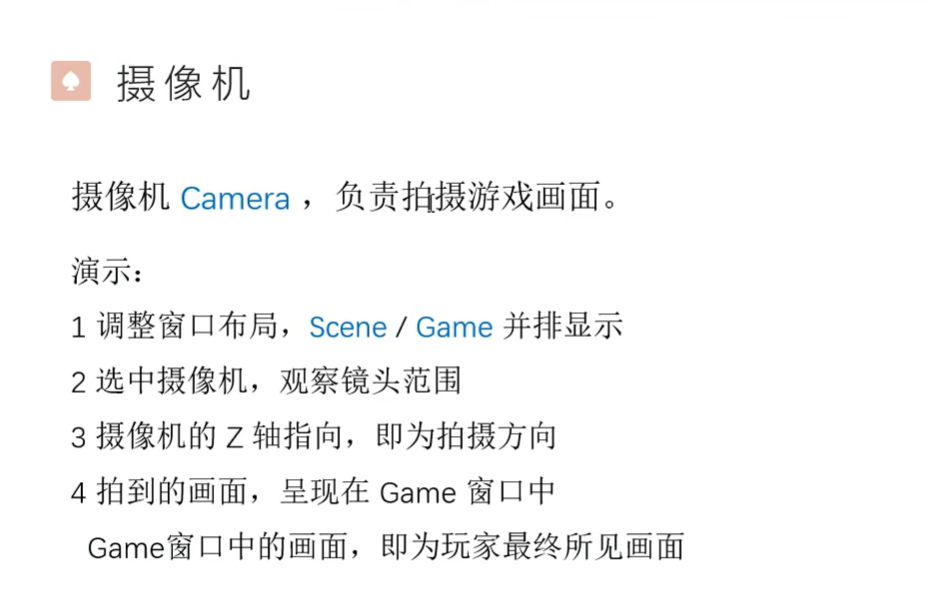 摄像机
摄像机 Camera ，负责拍摄游戏画面。
演示：
1 调整窗口布局，Scene / Game 并排显示
2 选中摄像机，观察镜头范围
3 摄像机的 Z 轴指向，即为拍摄方向
4 拍到的画面，呈现在 Game 窗口中
Game窗口中的画面，即为玩家最终所见画面